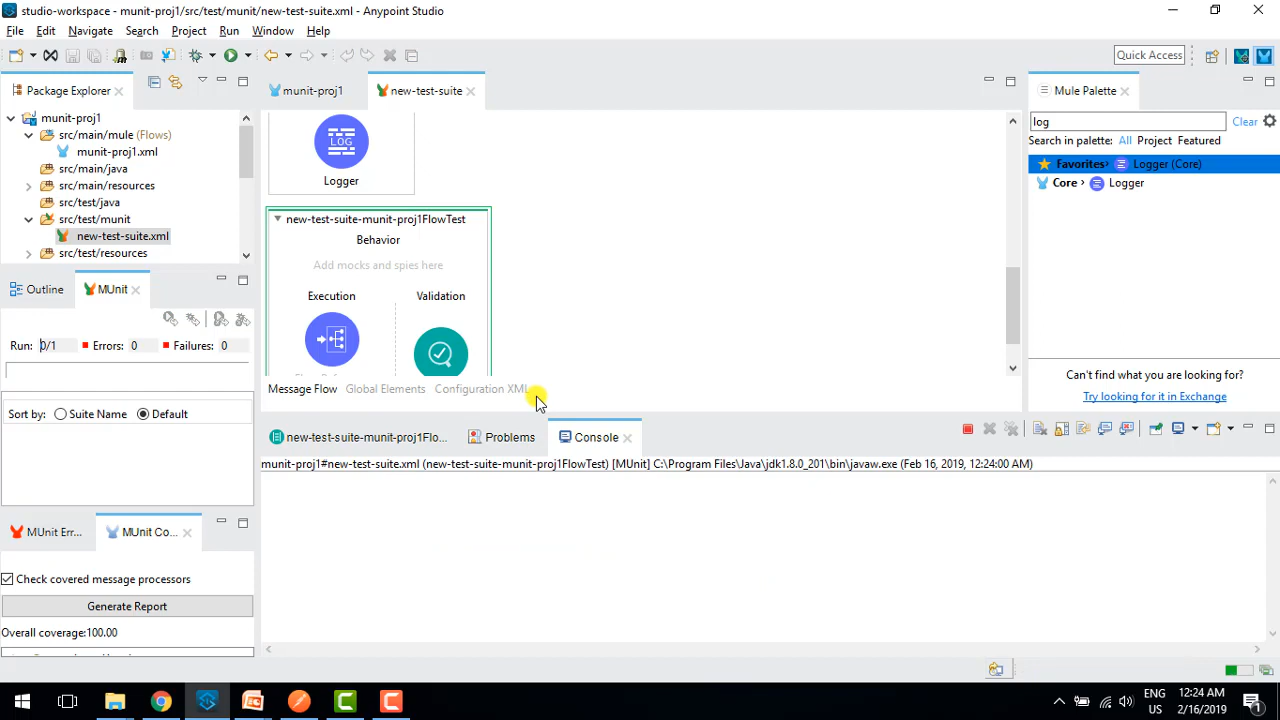 studio-workspace - munit-proj1/src/test/munit/new-test-suite.xml - Anypoint Studio
File Edit Navigate Search Project Run Window Help
Quick Access
Package Explorer
munit-proj1
src/main/mule (Flows)
munit-proj1.xml
src/main/java
src/main/resources
src/test/java
src/test/munit
new-test-suite.xml
src/test/resources
Outline MUnit
Run: 0/1 Errors: 0 Failures: 0
Sort by: Suite Name Default
MUnit Err... MUnit Co...
Check covered message processors
Generate Report
Overall coverage:100.00
munit-proj1 new-test-suite
LOG
Logger
new-test-suite-munit-proj1FlowTest
Behavior
Add mocks and spies here
Execution Validation
Message Flow Global Elements Configuration XML
new-test-suite-munit-proj1Flo... Problems Console
munit-proj1#new-test-suite.xml (new-test-suite-munit-proj1FlowTest) [MUnit] C:\Program Files\Java\jdk1.8.0_201\bin\javaw.exe (Feb 16, 2019, 12:24:00 AM)
Mule Palette
log Clear
Search in palette: All Project Featured
Favorites> Logger (Core)
Core > Logger
Can't find what you are looking for?
Try looking for it in Exchange
ENG 12:24 AM
US 2/16/2019
1